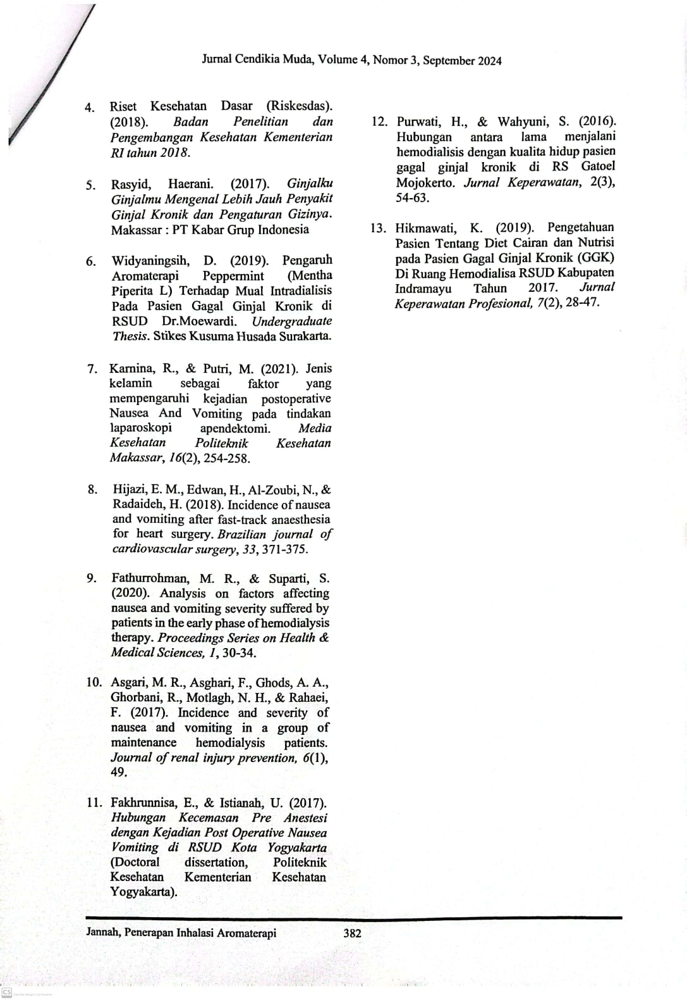 Jurnal Cendikia Muda, Volume 4, Nomor 3, September 2024
4. Riset Kesehatan Dasar (Riskesdas).
(2018). Badan Penelitian dan
Pengembangan Kesehatan Kementerian
RI tahun 2018.
5. Rasyid, Haerani. (2017). Ginjalku
Ginjalmu Mengenal Lebih Jauh Penyakit
Ginjal Kronik dan Pengaturan Gizinya.
Makassar : PT Kabar Grup Indonesia
6. Widyaningsih, D. (2019). Pengaruh
Aromaterapi Peppermint (Mentha
Piperita L) Terhadap Mual Intradialisis
Pada Pasien Gagal Ginjal Kronik di
RSUD Dr.Moewardi. Undergraduate
Thesis. Stikes Kusuma Husada Surakarta.
7. Karnina, R., & Putri, M. (2021). Jenis
kelamin sebagai faktor yang
mempengaruhi kejadian postoperative
Nausea And Vomiting pada tindakan
laparoskopi apendektomi. Media
Kesehatan Politeknik Kesehatan
Makassar, 16(2), 254-258.
8. Hijazi, E. M., Edwan, H., Al-Zoubi, N., &
Radaideh, H. (2018). Incidence of nausea
and vomiting after fast-track anaesthesia
for heart surgery. Brazilian journal of
cardiovascular surgery, 33, 371-375.
9. Fathurrohman, M. R., & Suparti, S.
(2020). Analysis on factors affecting
nausea and vomiting severity suffered by
patients in the early phase of hemodialysis
therapy. Proceedings Series on Health &
Medical Sciences, 1, 30-34.
10. Asgari, M. R., Asghari, F., Ghods, A. A.,
Ghorbani, R., Motlagh, N. H., & Rahaei,
F. (2017). Incidence and severity of
nausea and vomiting in a group of
maintenance hemodialysis patients.
Journal of renal injury prevention, 6(1),
49.
11. Fakhrunnisa, E., & Istianah, U. (2017).
Hubungan Kecemasan Pre Anestesi
dengan Kejadian Post Operative Nausea
Vomiting di RSUD Kota Yogyakarta
(Doctoral dissertation, Politeknik
Kesehatan Kementerian Kesehatan
Yogyakarta).
12. Purwati, H., & Wahyuni, S. (2016).
Hubungan antara lama menjalani
hemodialisis dengan kualita hidup pasien
gagal ginjal kronik di RS Gatoel
Mojokerto. Jurnal Keperawatan, 2(3),
54-63.
13. Hikmawati, K. (2019). Pengetahuan
Pasien Tentang Diet Cairan dan Nutrisi
pada Pasien Gagal Ginjal Kronik (GGK)
Di Ruang Hemodialisa RSUD Kabupaten
Indramayu Tahun 2017. Jurnal
Keperawatan Profesional, 7(2), 28-47.
Jannah, Penerapan Inhalasi Aromaterapi 382
CS